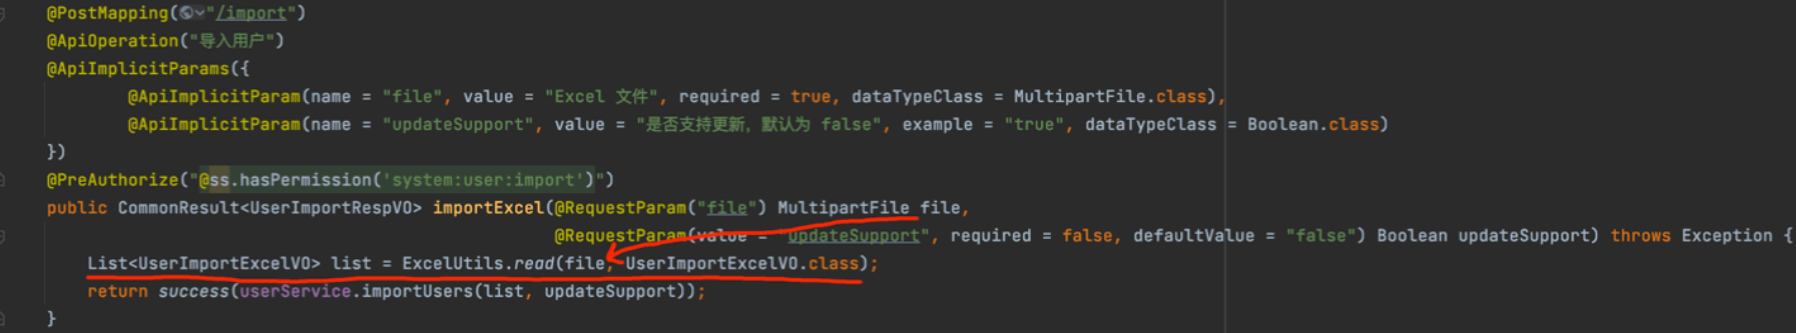 @PostMapping("/import")
@ApiOperation("导入用户")
@ApiImplicitParams({
@ApiImplicitParam(name = "file", value = "Excel 文件", required = true, dataTypeClass = MultipartFile.class),
@ApiImplicitParam(name = "updateSupport", value = "是否支持更新，默认为 false", example = "true", dataTypeClass = Boolean.class)
})
@PreAuthorize("@ss.hasPermission('system:user:import')")
public CommonResult<UserImportRespVO> importExcel(@RequestParam("file") MultipartFile file,
@RequestParam(value = "updateSupport", required = false, defaultValue = "false") Boolean updateSupport) throws Exception {
List<UserImportExcelVO> list = ExcelUtils.read(file, UserImportExcelVO.class);
return success(userService.importUsers(list, updateSupport));
}